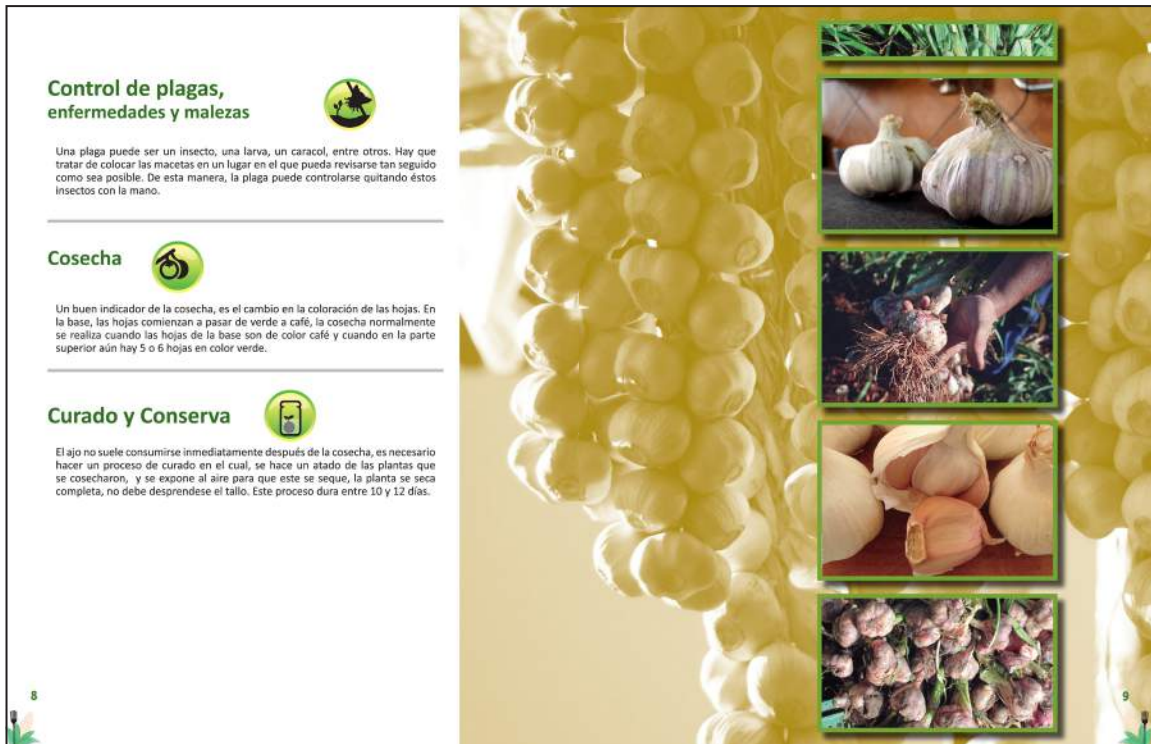 Control de plagas,
enfermedades y malezas
Una plaga puede ser un insecto, una larva, un caracol, entre otros. Hay que
tratar de colocar las macetas en un lugar en el que pueda revisarse tan seguido
como sea posible. De esta manera, la plaga puede controlarse quitando éstos
insectos con la mano.
Cosecha
Un buen indicador de la cosecha, es el cambio en la coloración de las hojas. En
la base, las hojas comienzan a pasar de verde a café, la cosecha normalmente
se realiza cuando las hojas de la base son de color café y cuando en la parte
superior aún hay 5 o 6 hojas en color verde.
Curado y Conserva
El ajo no suele consumirse inmediatamente después de la cosecha, es necesario
hacer un proceso de curado en el cual, se hace un atado de las plantas que
se cosecharon, y se expone al aire para que este se seque, la planta se seca
completa, no debe desprendese el tallo. Este proceso dura entre 10 y 12 días.
8
9